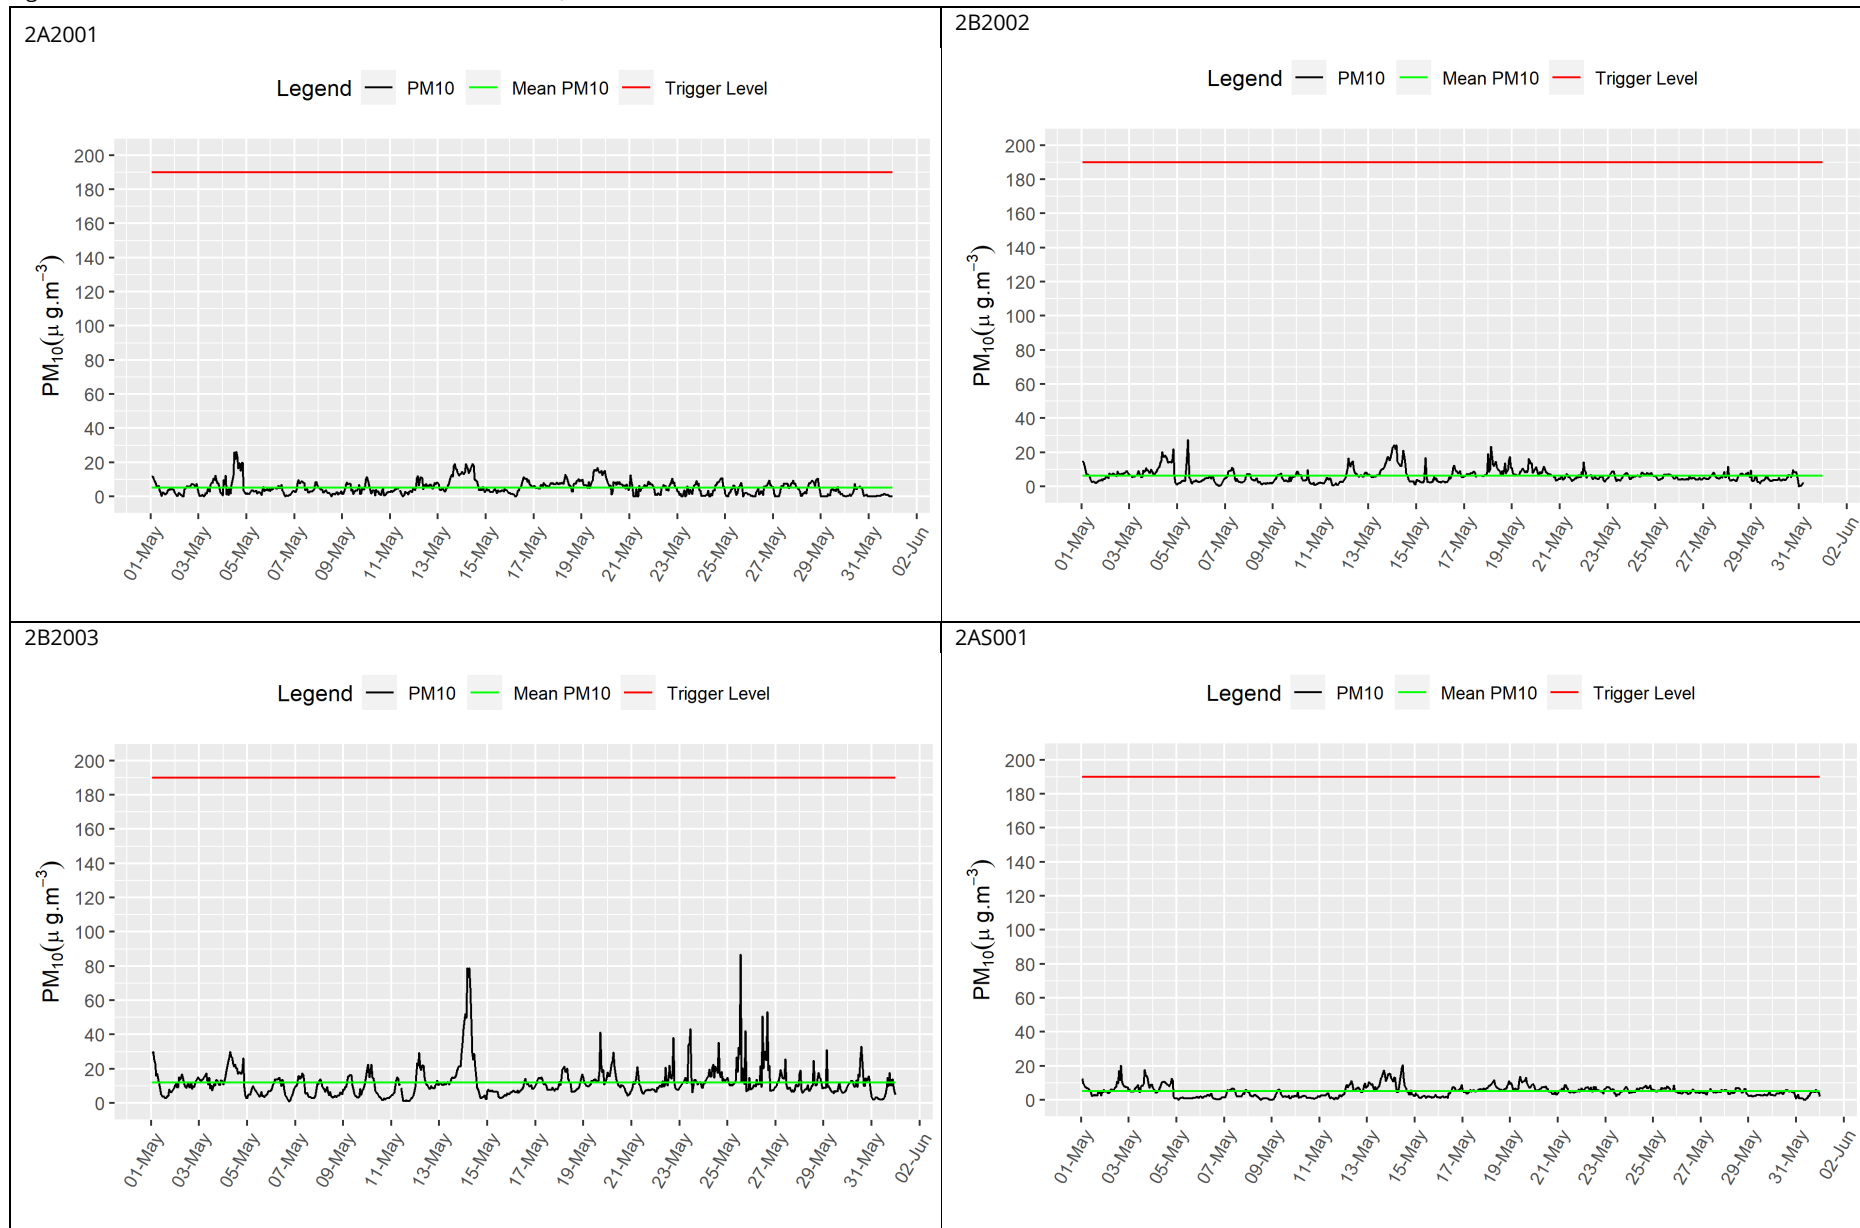 2A2001
Legend PM10 Mean PM10 Trigger Level
200
180
160
140
120
100
80
60
40
20
0
PM10(μ g.m−3)
01-May 03-May 05-May 07-May 09-May 11-May 13-May 15-May 17-May 19-May 21-May 23-May 25-May 27-May 29-May 31-May 02-Jun
2B2002
Legend PM10 Mean PM10 Trigger Level
200
180
160
140
120
100
80
60
40
20
0
PM10(μ g.m−3)
01-May 03-May 05-May 07-May 09-May 11-May 13-May 15-May 17-May 19-May 21-May 23-May 25-May 27-May 29-May 31-May 02-Jun
2B2003
Legend PM10 Mean PM10 Trigger Level
200
180
160
140
120
100
80
60
40
20
0
PM10(μ g.m−3)
01-May 03-May 05-May 07-May 09-May 11-May 13-May 15-May 17-May 19-May 21-May 23-May 25-May 27-May 29-May 31-May 02-Jun
2AS001
Legend PM10 Mean PM10 Trigger Level
200
180
160
140
120
100
80
60
40
20
0
PM10(μ g.m−3)
01-May 03-May 05-May 07-May 09-May 11-May 13-May 15-May 17-May 19-May 21-May 23-May 25-May 27-May 29-May 31-May 02-Jun